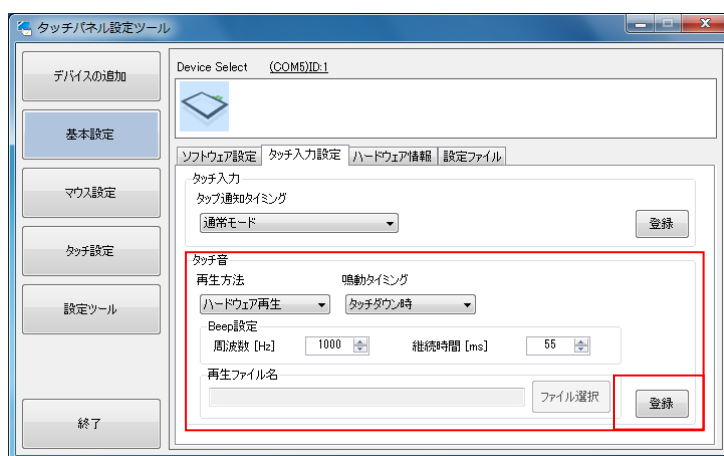 タッチパネル設定ツール
デバイスの追加
基本設定
マウス設定
タッチ設定
設定ツール
終了
Device Select (COM5)ID:1
ソフトウェア設定 タッチ入力設定 ハードウェア情報 設定ファイル
タッチ入力
タップ通知タイミング
通常モード 登録
タッチ音
再生方法 鳴動タイミング
ハードウェア再生 タッチダウン時
Beep設定
周波数 [Hz] 1000 継続時間 [ms] 55
再生ファイル名
ファイル選択 登録